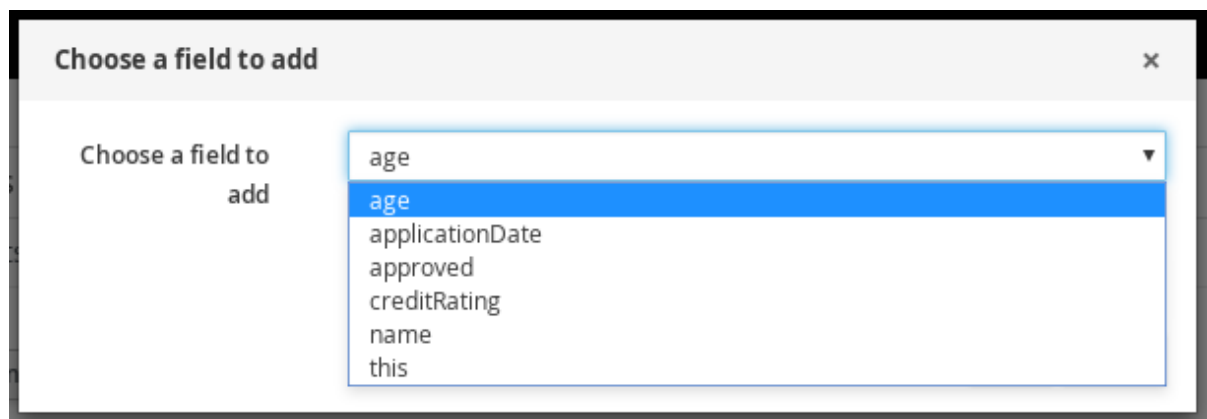 Choose a field to add ×
Choose a field to
add
age ▼
age
applicationDate
approved
creditRating
name
this